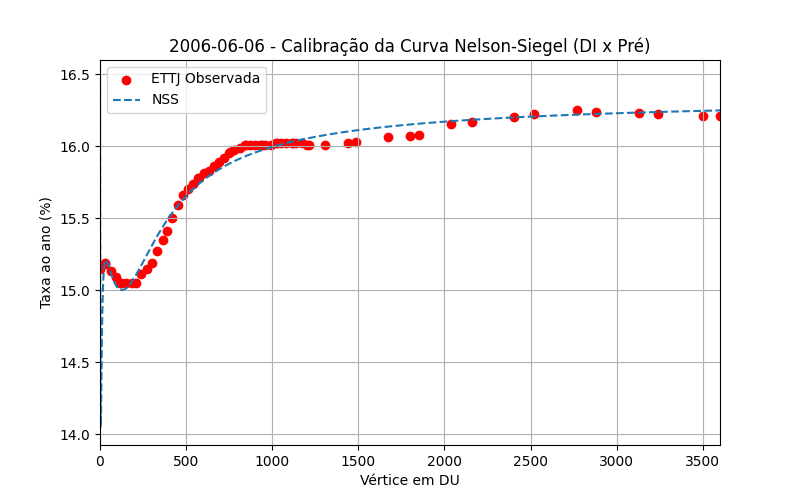 2006-06-06 - Calibração da Curva Nelson-Siegel (DI x Pré)
ETTJ Observada
NSS
Taxa ao ano (%)
16.5
16.0
15.5
15.0
14.5
14.0
0 500 1000 1500 2000 2500 3000 3500
Vértice em DU